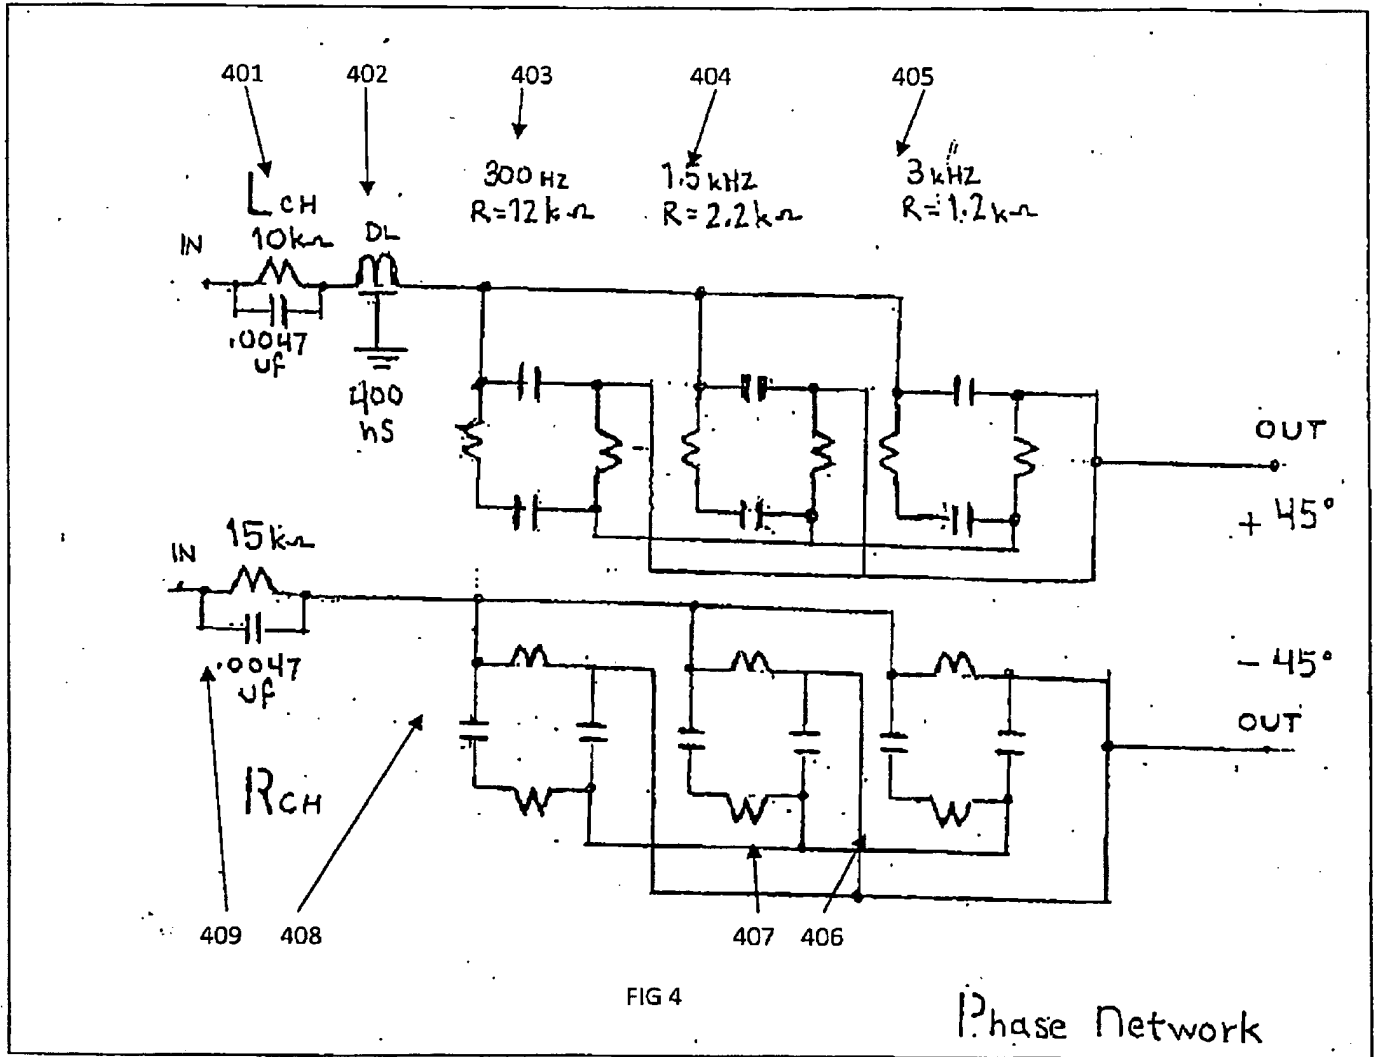 401 402 403 404 405
300 Hz 1.5 kHz 3 kHz
R=12kΩ R=2.2kΩ R=1.2kΩ
LCH
IN 10kΩ DL
.0047
uf
400
nS
OUT
+45°
15kΩ
IN
.0047
uf
-45°
OUT
RCH
409 408 407 406
FIG 4
Phase Network